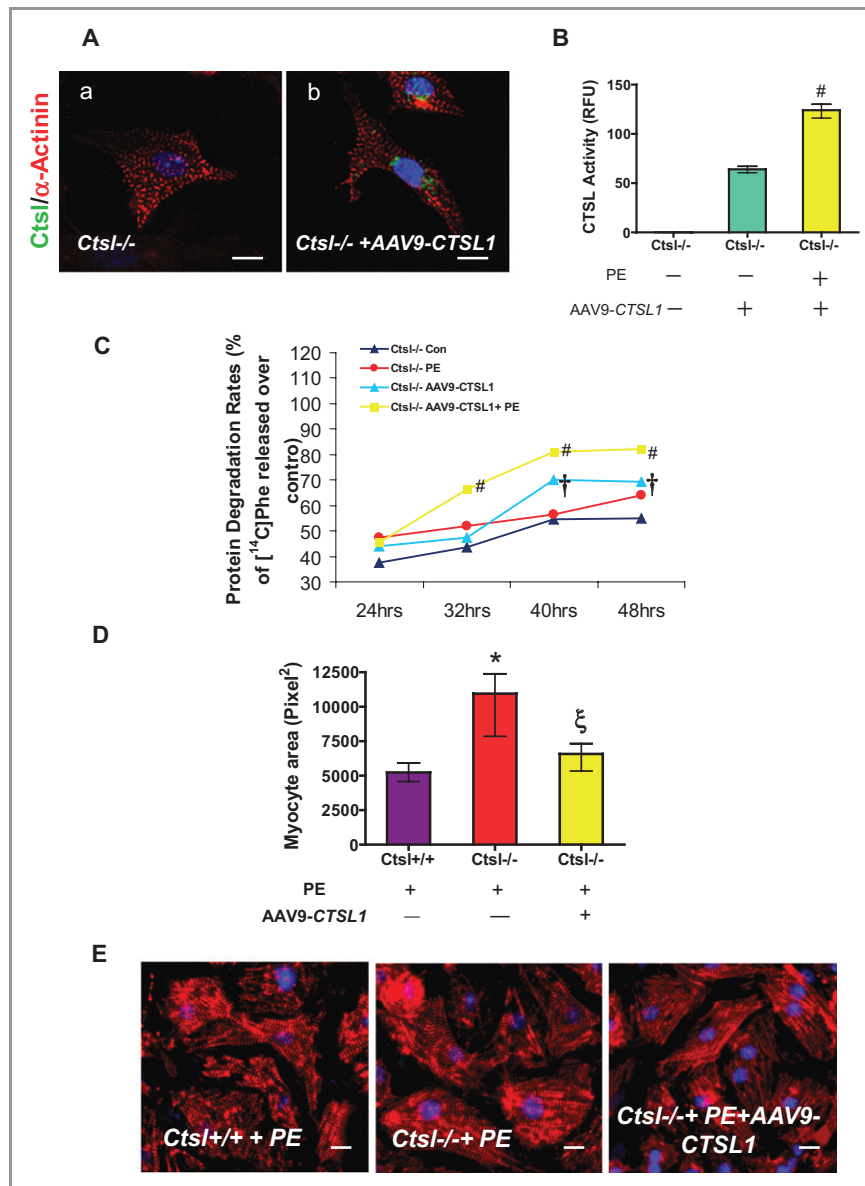 A
Ctsl/α-Actinin
a
Ctsl-/-
b
Ctsl-/- +AAV9-CTSL1
B
CTSL Activity (RFU)
150
100
50
0
#
Ctsl-/- Ctsl-/- Ctsl-/-
PE — — +
AAV9-CTSL1 — + +
C
Protein Degradation Rates (%
of [¹⁴C]Phe released over
contro)
120
110
100
90
80
70
60
50
40
30
Ctsl-/- Con
Ctsl-/- PE
Ctsl-/- AAV9-CTSL1
Ctsl-/- AAV9-CTSL1+ PE
# # #
† †
24hrs 32hrs 40hrs 48hrs
D
Myocyte area (Pixel²)
12500
10000
7500
5000
2500
0
*
ξ
Ctsl+/+ Ctsl-/- Ctsl-/-
PE + + +
AAV9-CTSL1 — — +
E
Ctsl+/+ + PE
Ctsl-/-+ PE
Ctsl-/-+ PE+AAV9-
CTSL1